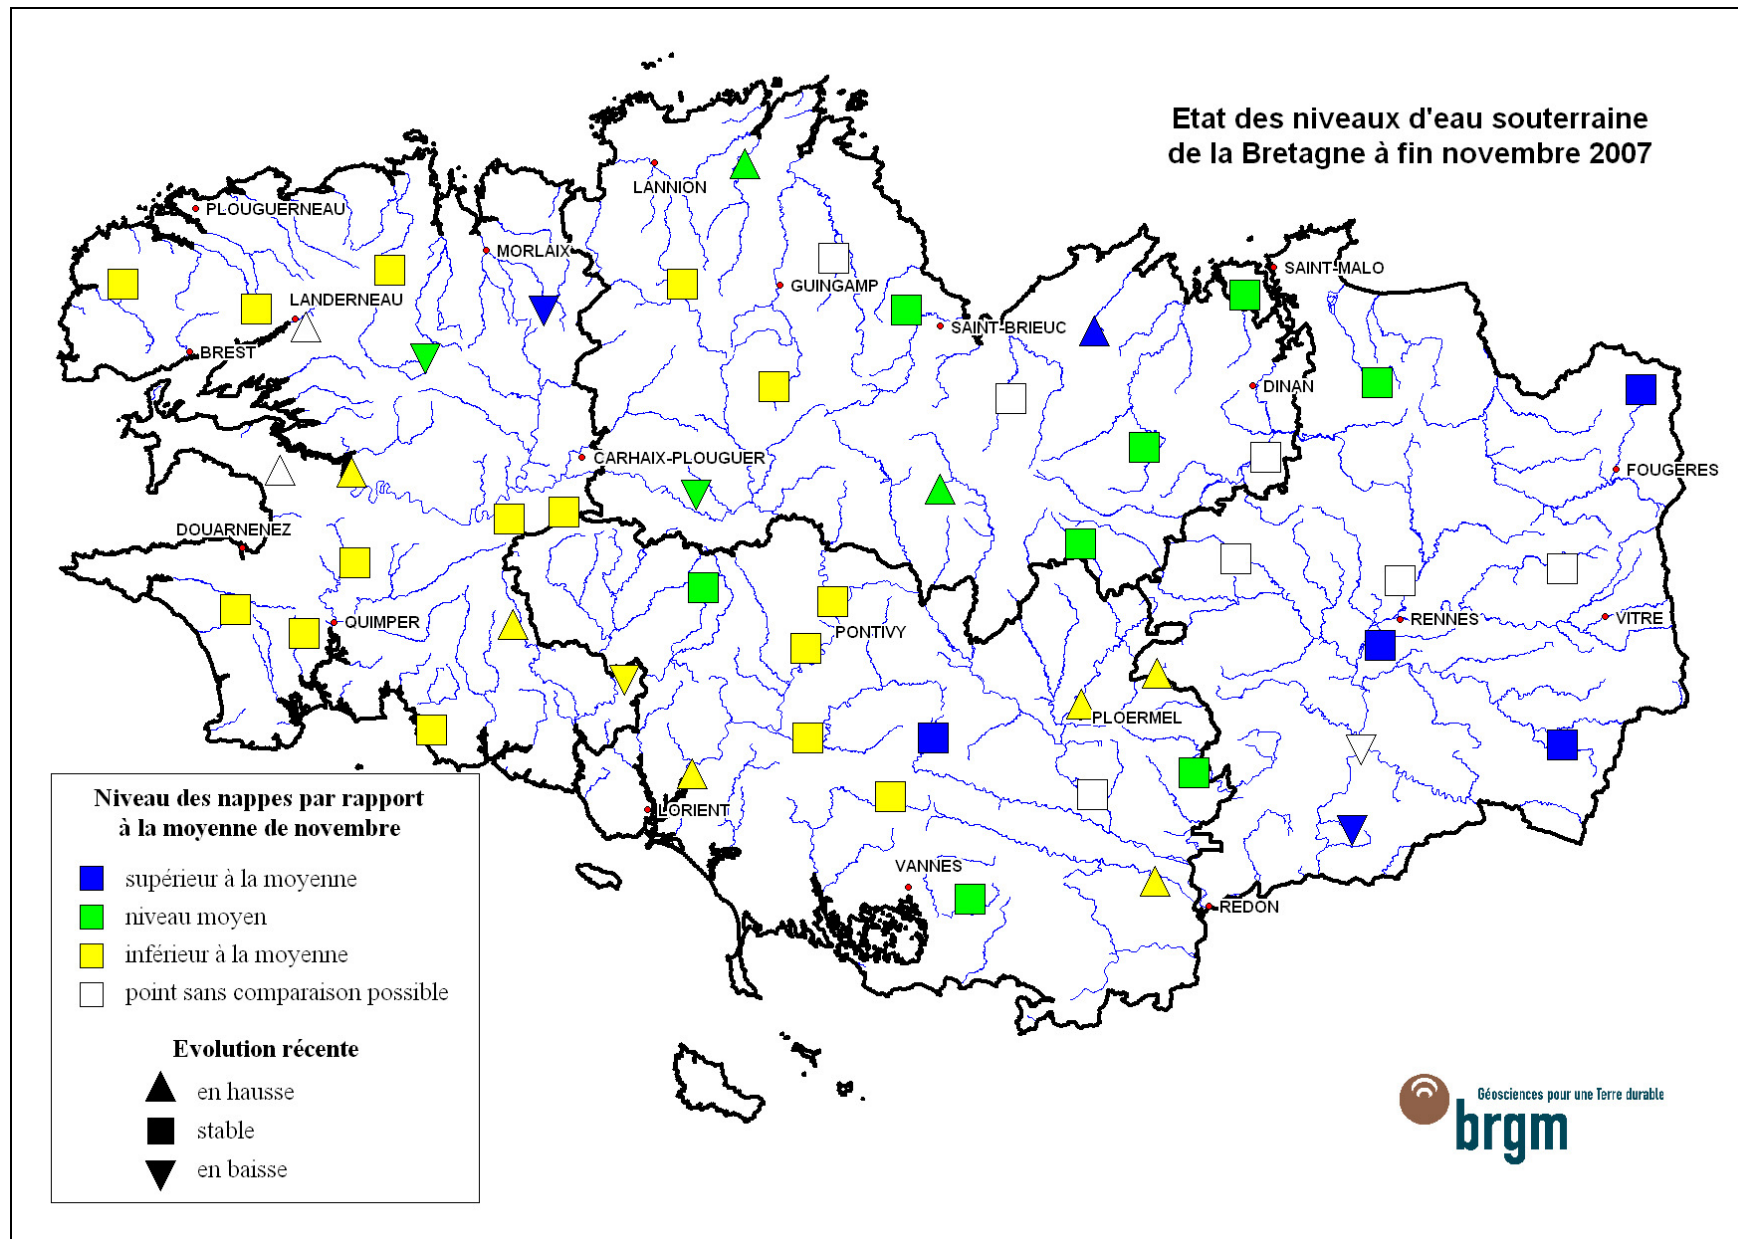 Etat des niveaux d'eau souterraine
de la Bretagne à fin novembre 2007
LANNION
PLOUGUERNEAU
MORLAIX
SAINT-MALO
GUINGAMP
LANDERNEAU
SAINT-BRIEUC
BREST
DINAN
CARHAIX-PLOUGUER
FOUGERES
DOUARNENEZ
QUIMPER
PONTIVY
RENNES
VITRE
PLOERMEL
LORIENT
VANNES
REDON
Niveau des nappes par rapport
à la moyenne de novembre
supérieur à la moyenne
niveau moyen
inférieur à la moyenne
point sans comparaison possible
Evolution récente
en hausse
stable
en baisse
Géosciences pour une Terre durable
brgm